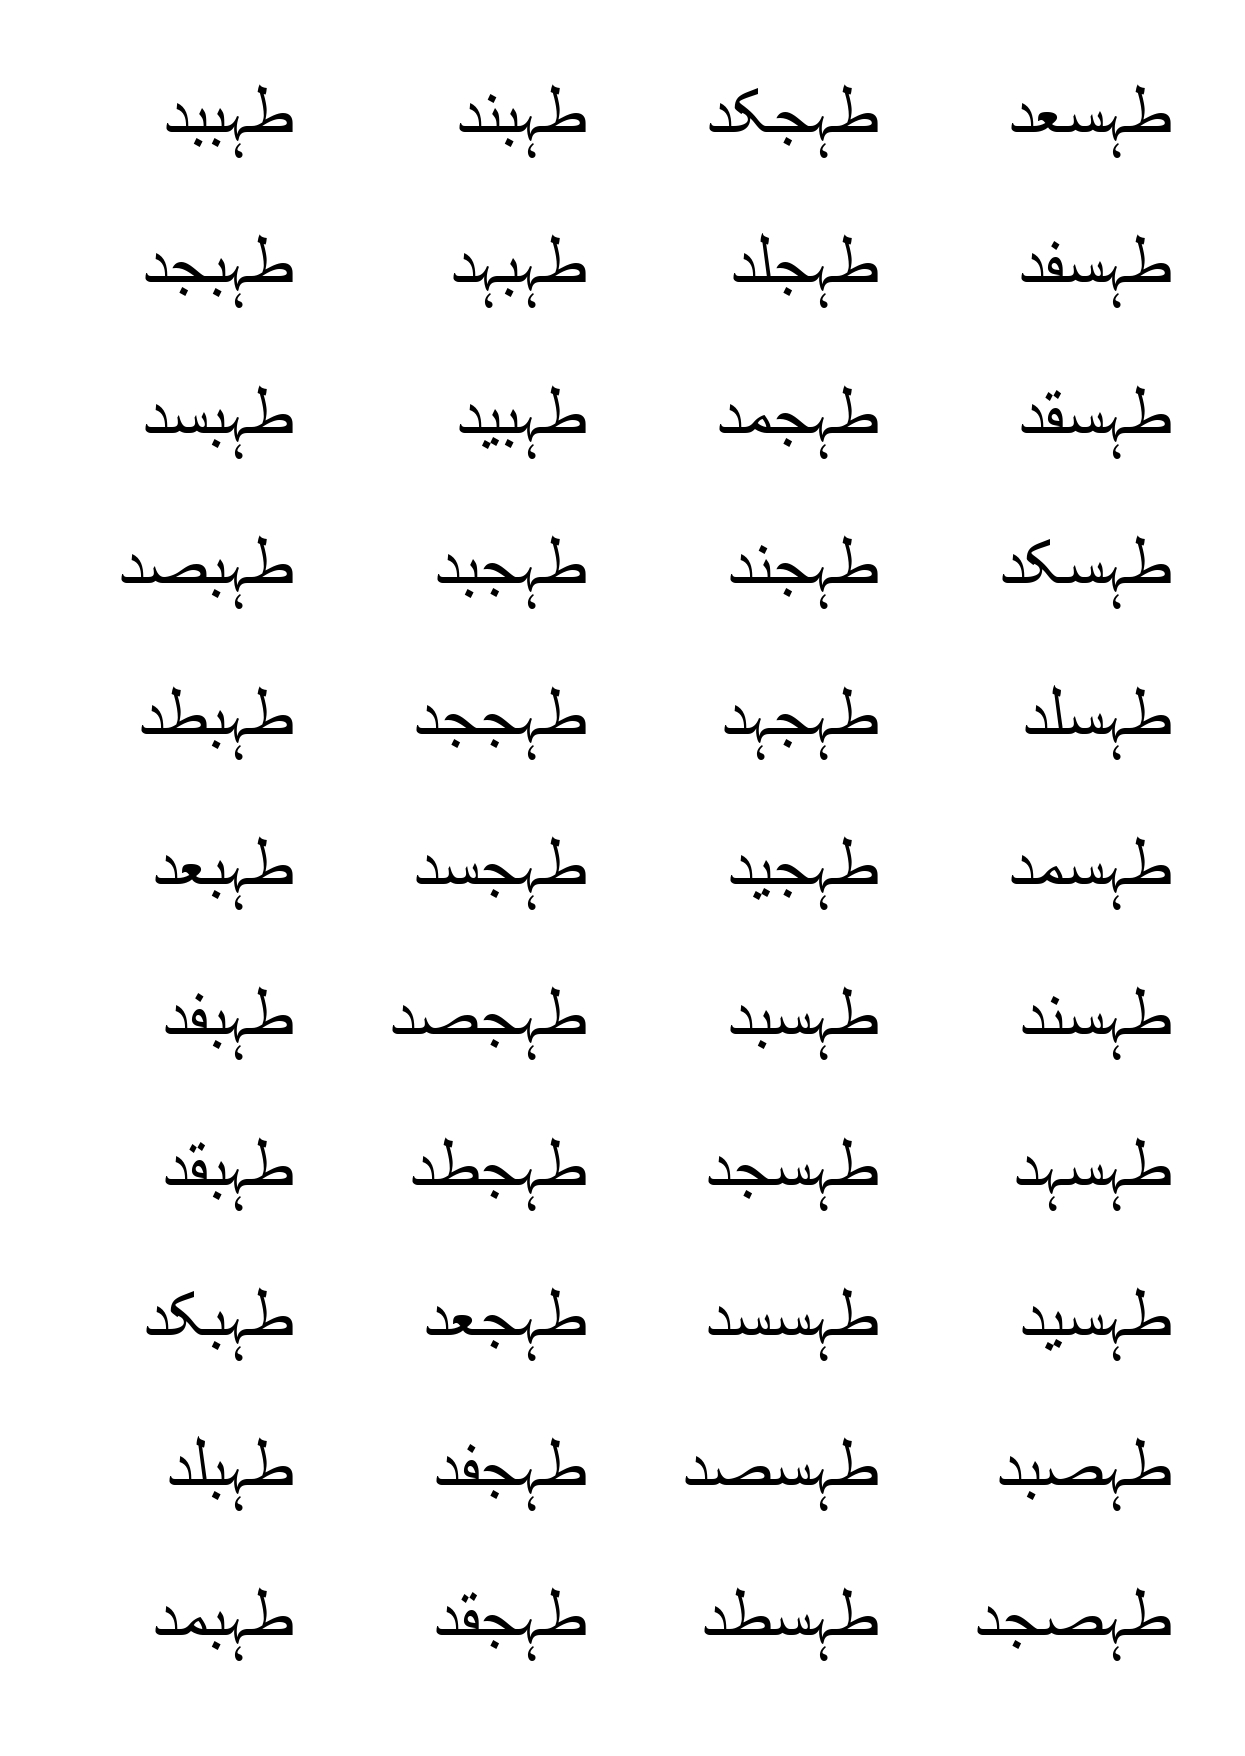 طہسعد طہجکد طہبند طہببد
طہسفد طہجلد طہبہد طہبجد
طہسقد طہجمد طہبید طہبسد
طہسکد طہجند طہجبد طہبصد
طہسلد طہجہد طہججد طہبطد
طہسمد طہجید طہجسد طہبعد
طہسند طہسبد طہجصد طہبفد
طہسہد طہسجد طہجطد طہبقد
طہسید طہسسد طہجعد طہبکد
طہصبد طہسصد طہجفد طہبلد
طہصجد طہسطد طہجقد طہبمد